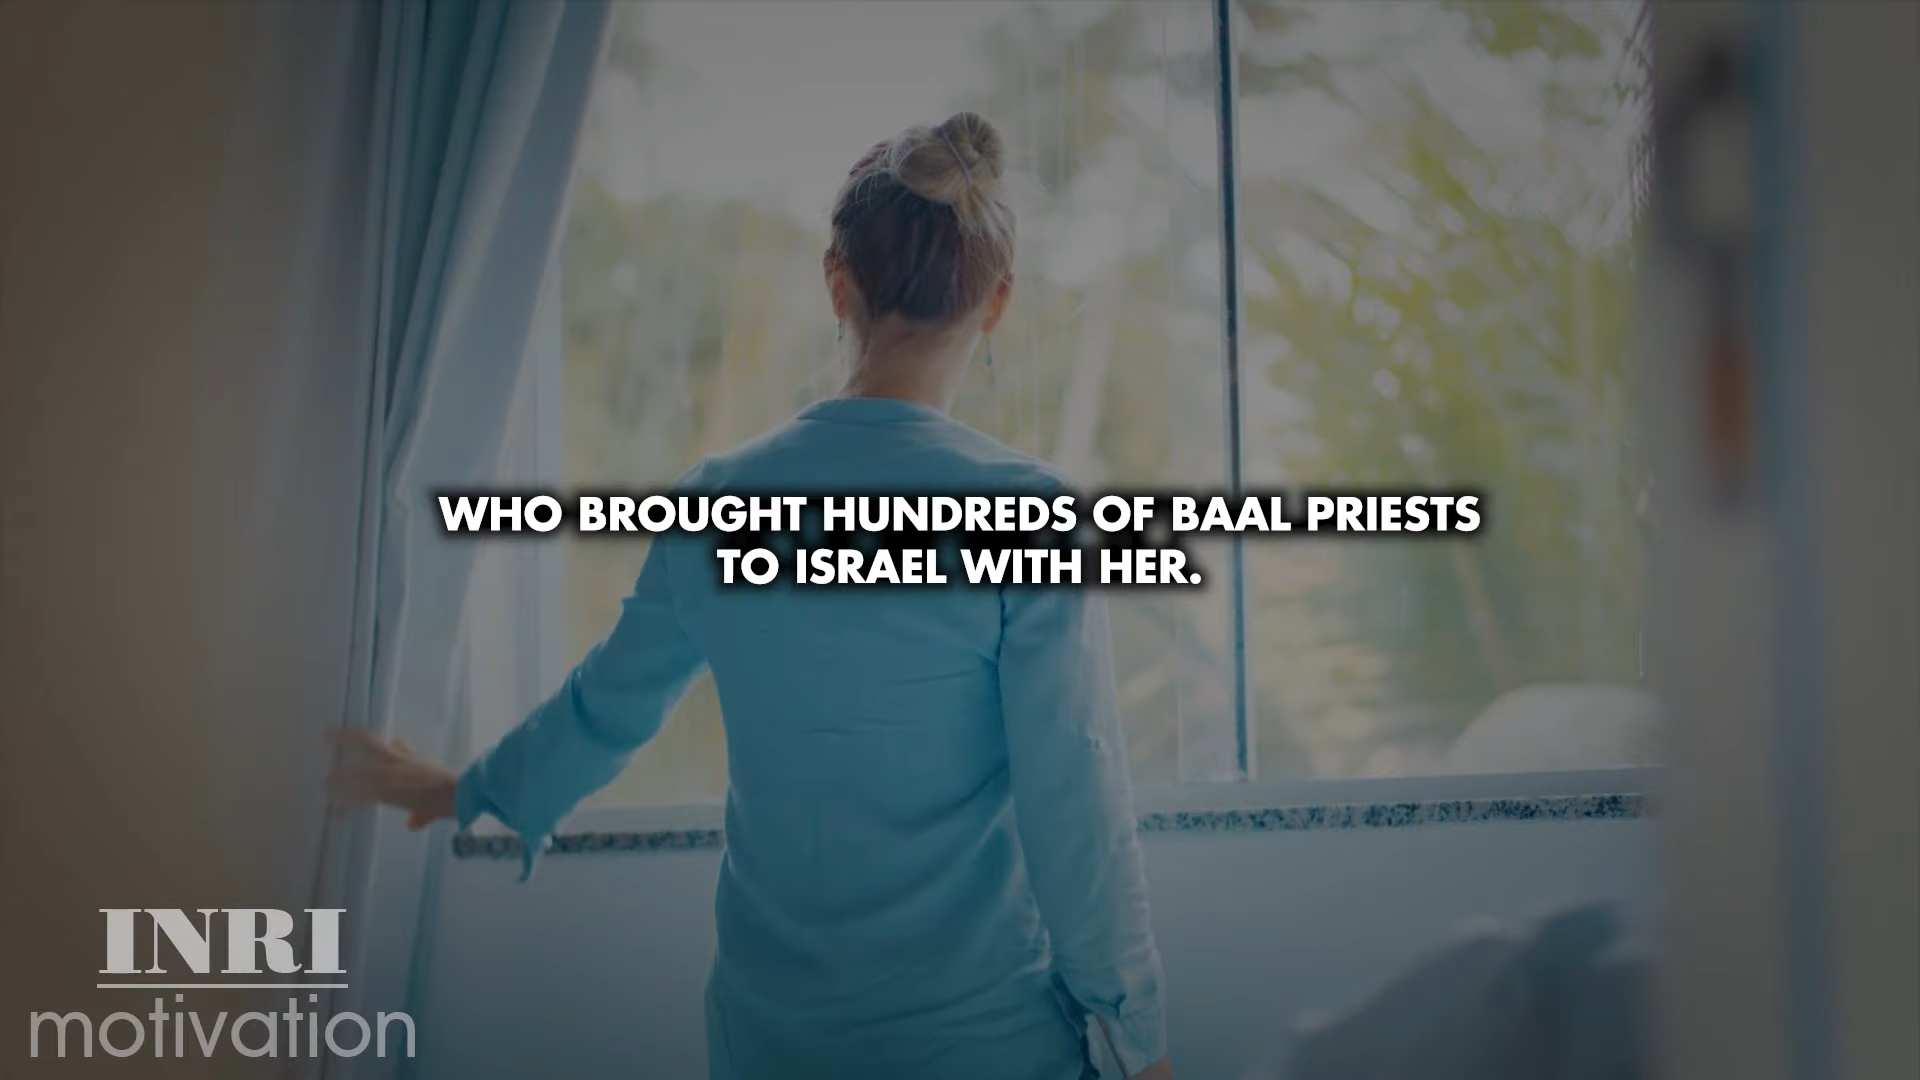 WHO BROUGHT HUNDREDS OF BAAL PRIESTS
TO ISRAEL WITH HER.
INRI
motivation